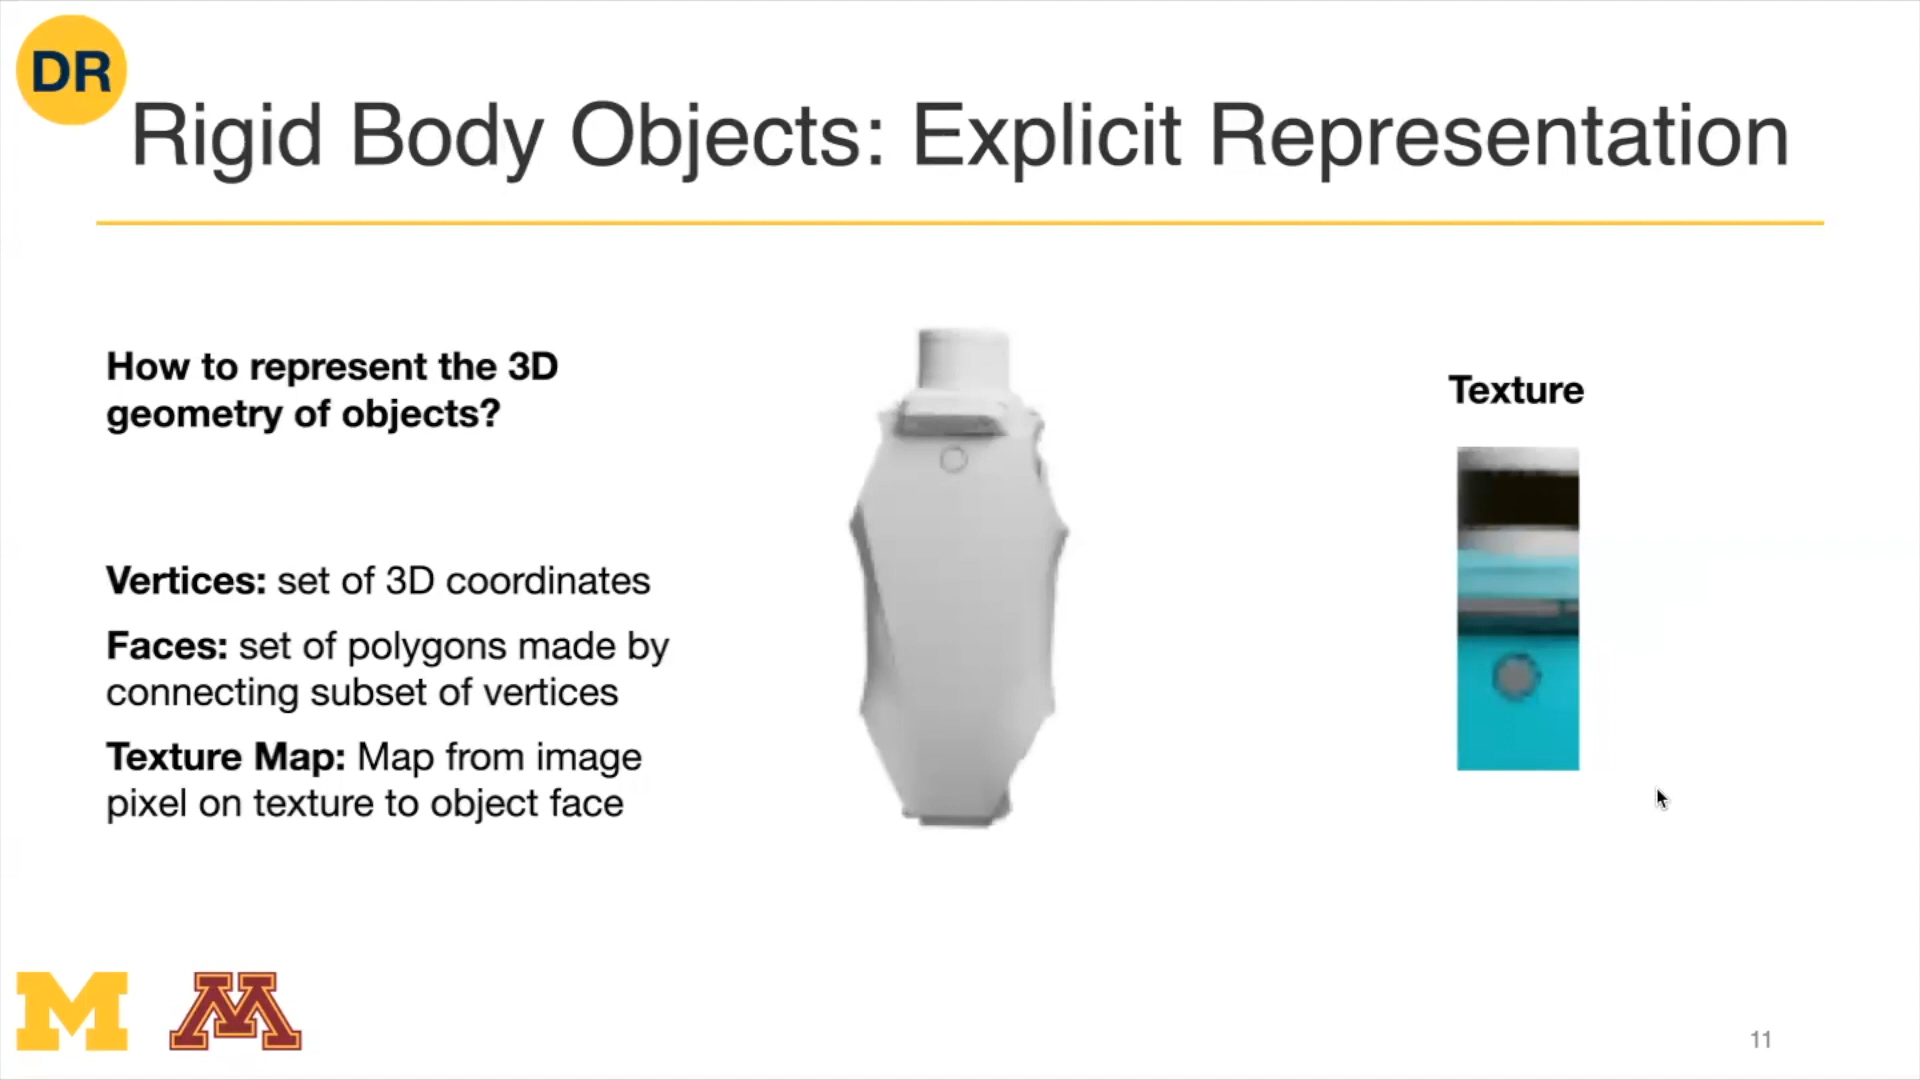 DR
Rigid Body Objects: Explicit Representation
How to represent the 3D
geometry of objects?
Vertices: set of 3D coordinates
Faces: set of polygons made by
connecting subset of vertices
Texture Map: Map from image
pixel on texture to object face
Texture
M M
11